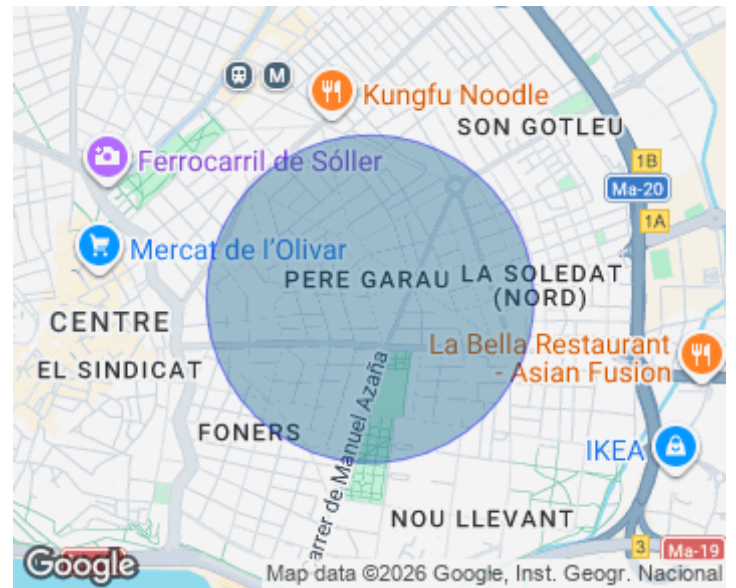 M
Kungfu Noodle
SON GOTLEU
Ferrocarril de Sóller
1B
Ma-20
1A
Mercat de l'Olivar
PERE GARAU
LA SOLEDAT
(NORD)
CENTRE
La Bella Restaurant
- Asian Fusion
EL SINDICAT
Carrer de Manuel Azaña
FONERS
IKEA
NOU LLEVANT
3
Ma-19
Google
Map data ©2026 Google, Inst. Geogr. Nacional